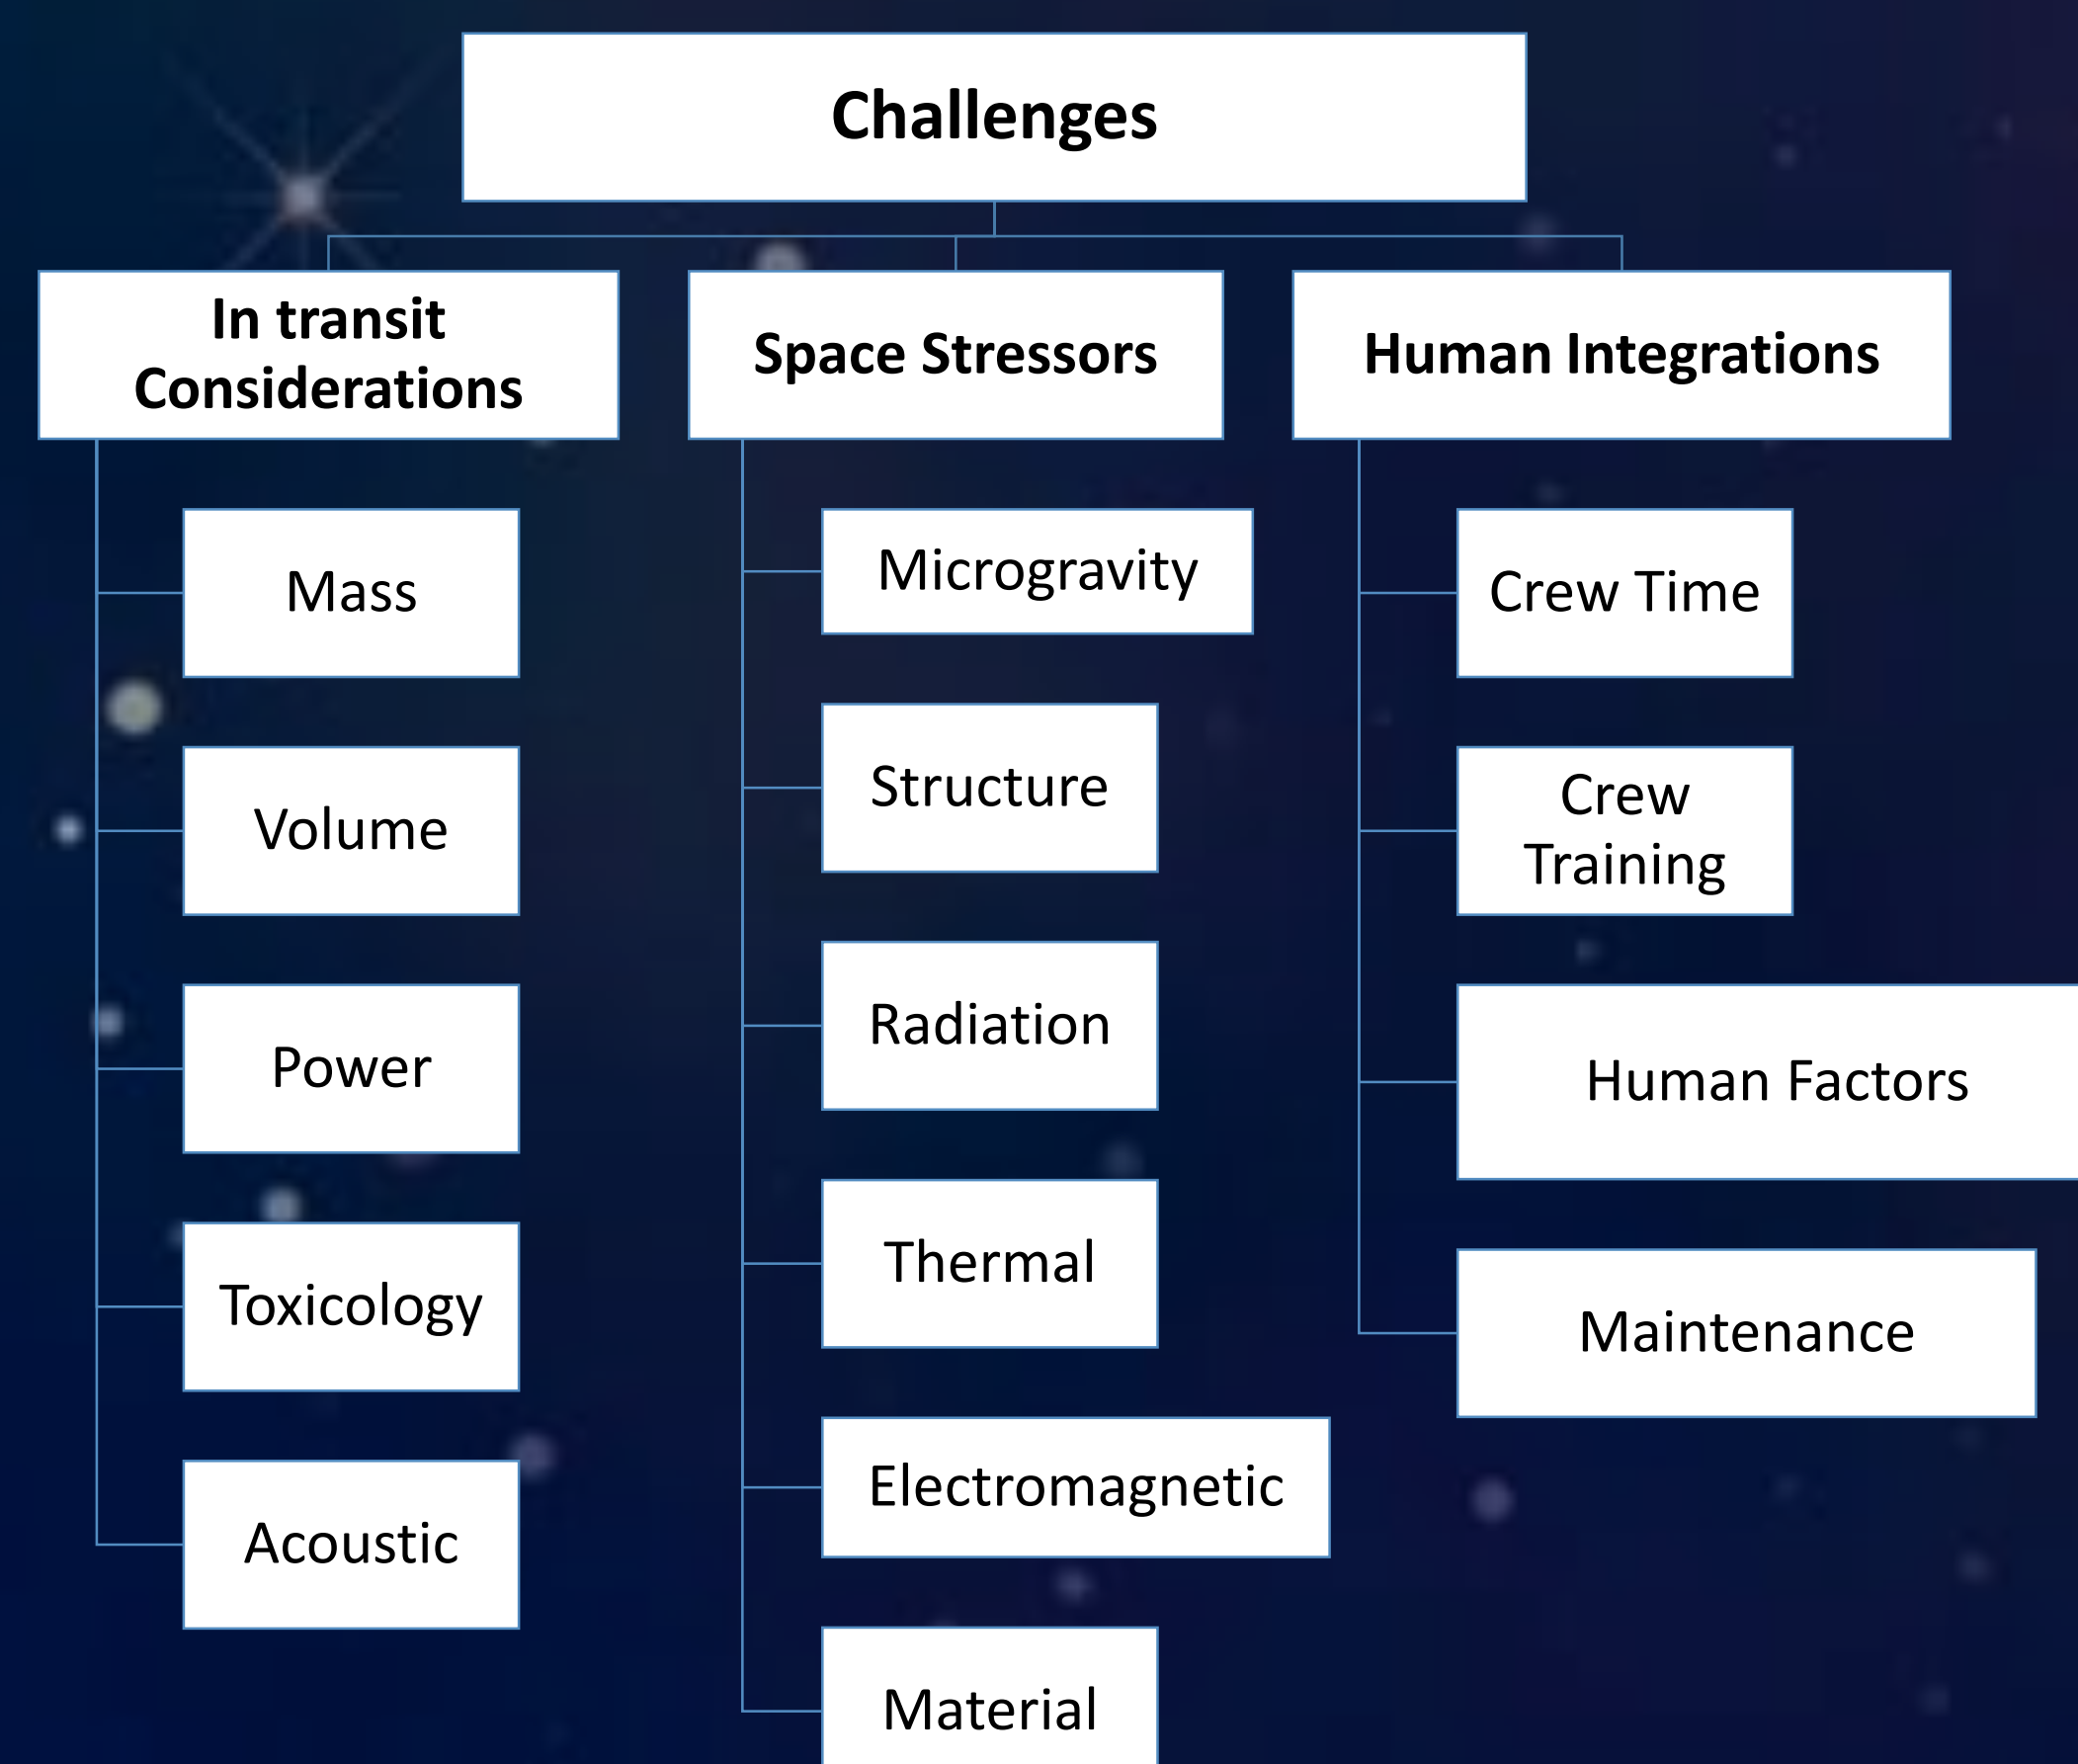 Challenges
In transit
Considerations
Mass
Volume
Power
Toxicology
Acoustic
Space Stressors
Microgravity
Structure
Radiation
Thermal
Electromagnetic
Material
Human Integrations
Crew Time
Crew
Training
Human Factors
Maintenance